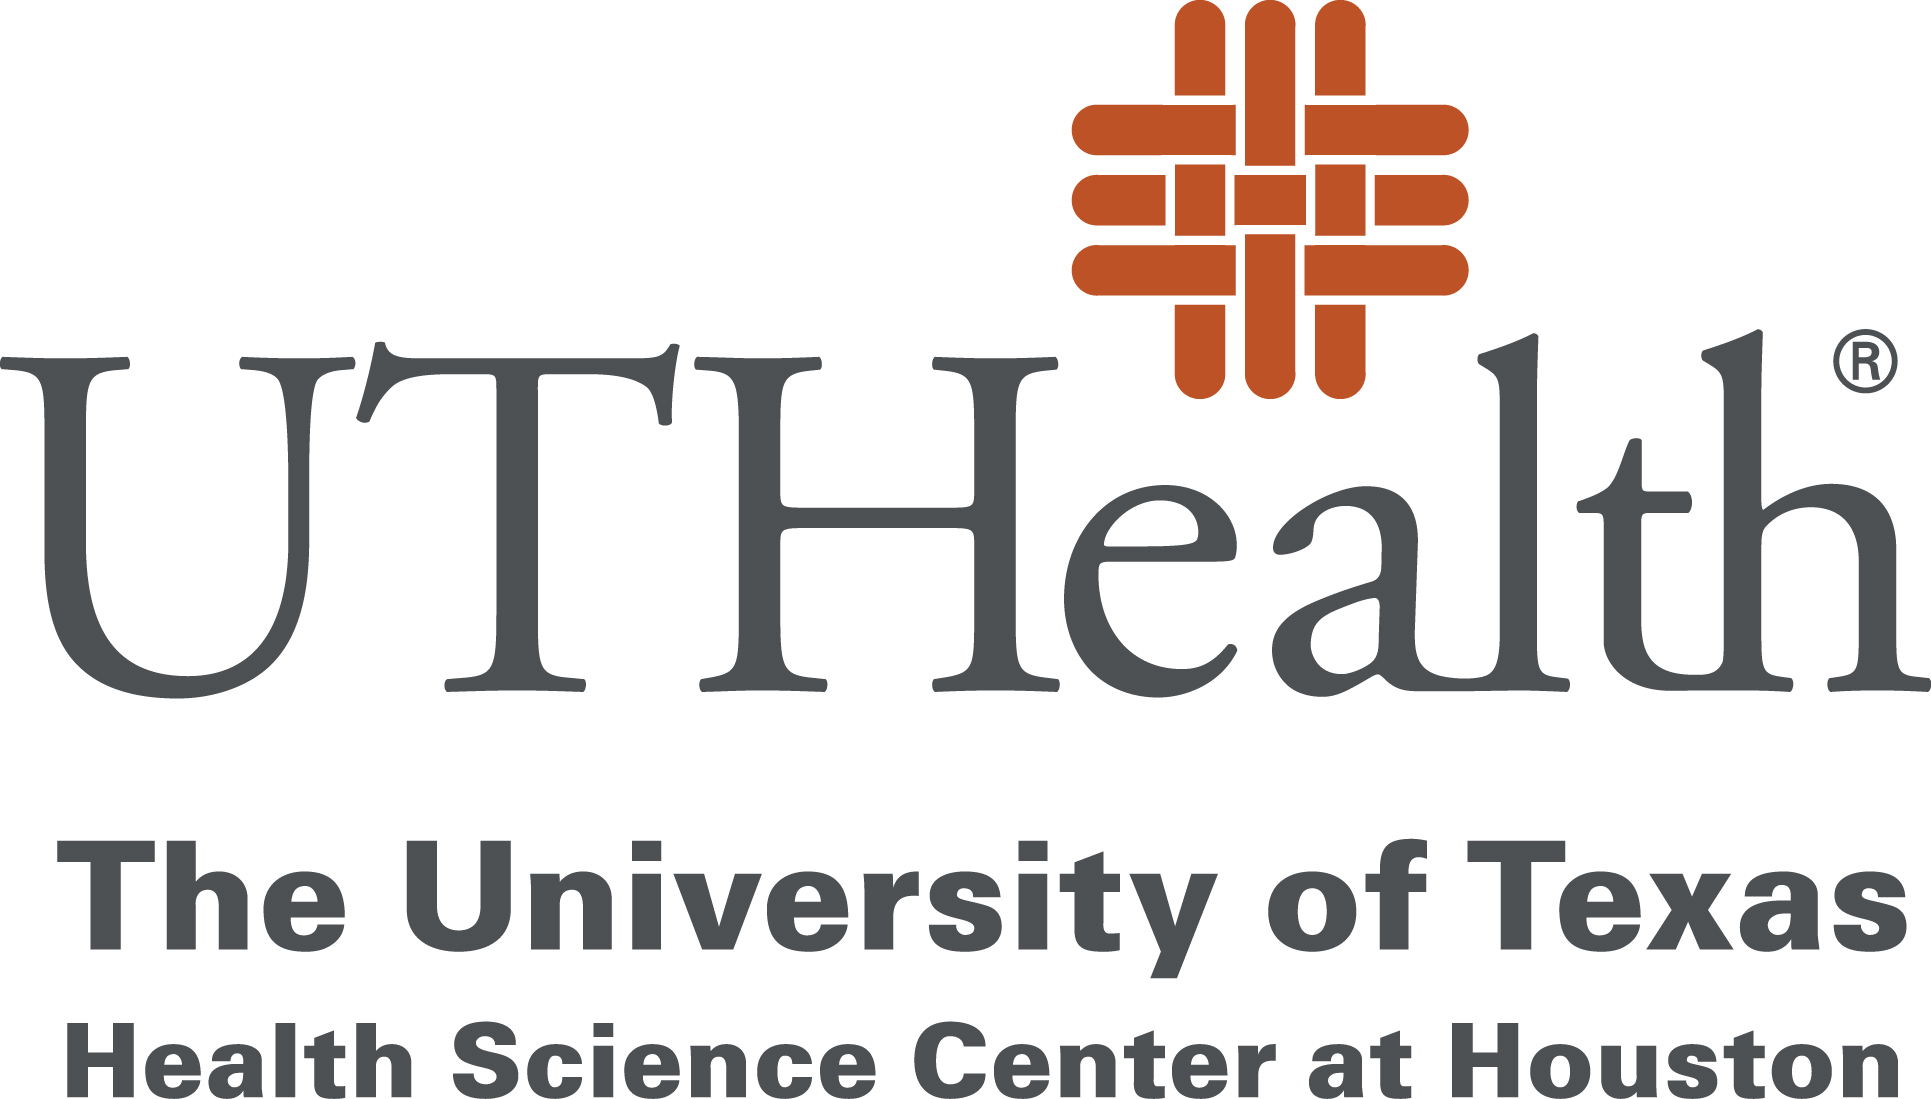 UTHealth®
The University of Texas
Health Science Center at Houston